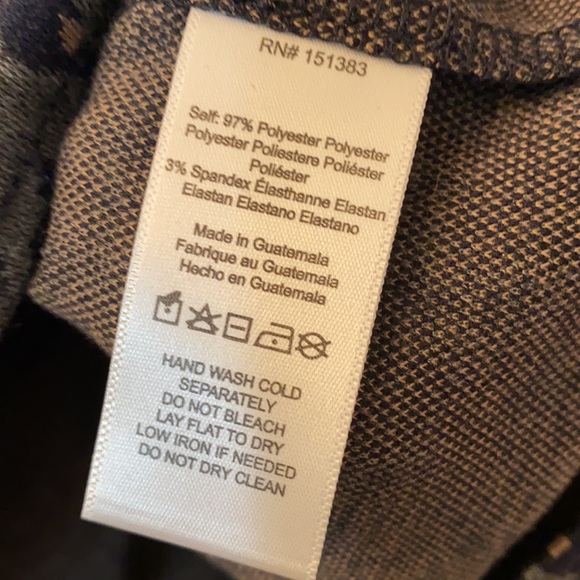 RN# 151383
Self: 97% Polyester Polyester
Polyester Poliestere Poliéster
Poliéster
3% Spandex Élasthanne Elastan
Elastan Elastano Elastano
Made in Guatemala
Fabrique au Guatemala
Hecho en Guatemala
HAND WASH COLD
SEPARATELY
DO NOT BLEACH
LAY FLAT TO DRY
LOW IRON IF NEEDED
DO NOT DRY CLEAN